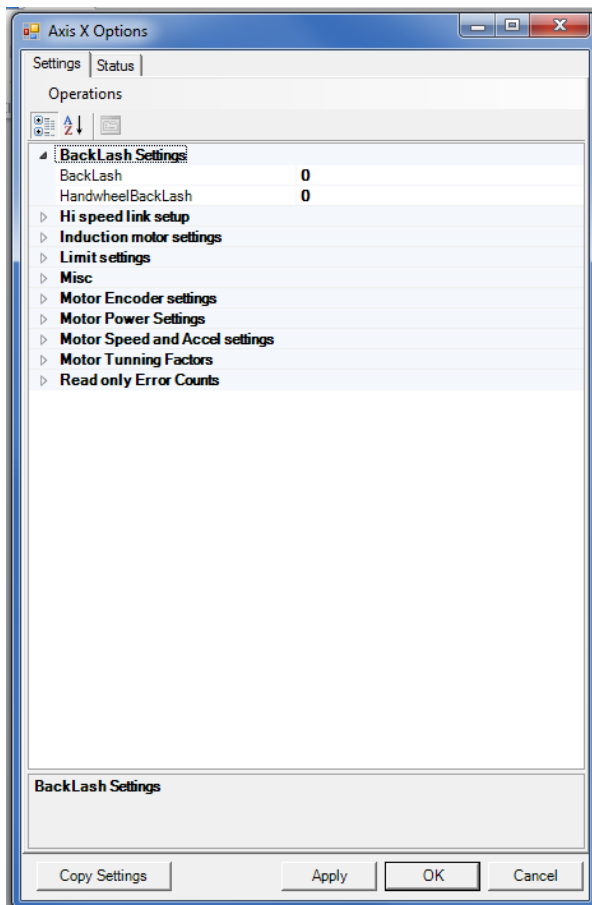 Axis X Options
Settings Status
Operations
BackLash Settings
BackLash 0
HandwheelBackLash 0
Hi speed link setup
Induction motor settings
Limit settings
Misc
Motor Encoder settings
Motor Power Settings
Motor Speed and Accel settings
Motor Tunning Factors
Read only Error Counts
BackLash Settings
Copy Settings Apply OK Cancel